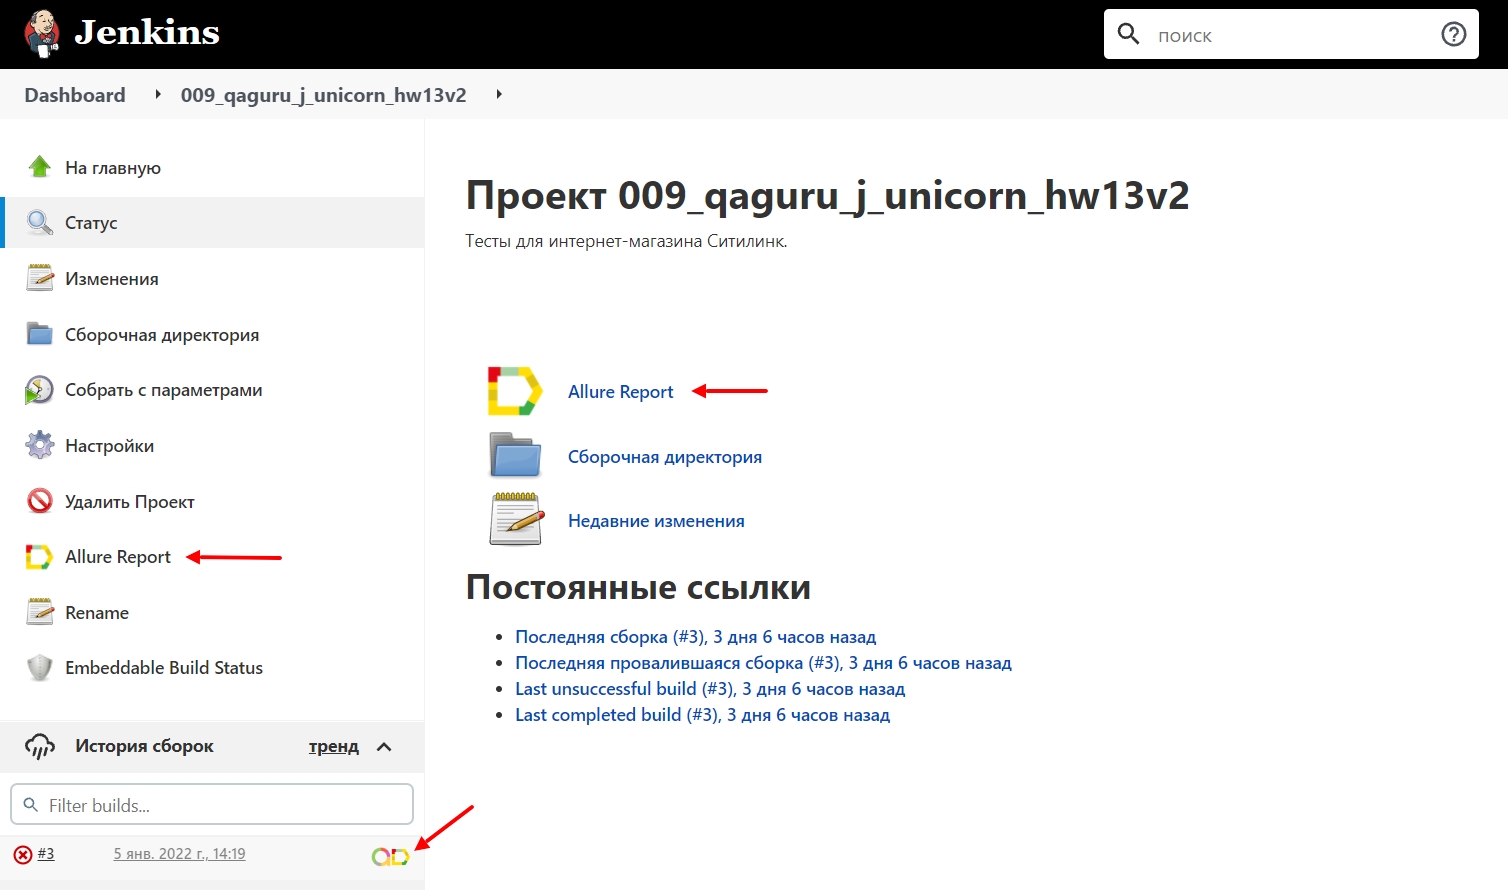 Jenkins
поиск
Dashboard 009_qaguru_j_unicorn_hw13v2
На главную
Статус
Изменения
Сборочная директория
Собрать с параметрами
Настройки
Удалить Проект
Allure Report
Rename
Embeddable Build Status
История сборок тренд
Filter builds...
#3 5 янв. 2022 г., 14:19
Проект 009_qaguru_j_unicorn_hw13v2
Тесты для интернет-магазина Ситилинк.
Allure Report
Сборочная директория
Недавние изменения
Постоянные ссылки
Последняя сборка (#3), 3 дня 6 часов назад
Последняя провалившаяся сборка (#3), 3 дня 6 часов назад
Last unsuccessful build (#3), 3 дня 6 часов назад
Last completed build (#3), 3 дня 6 часов назад